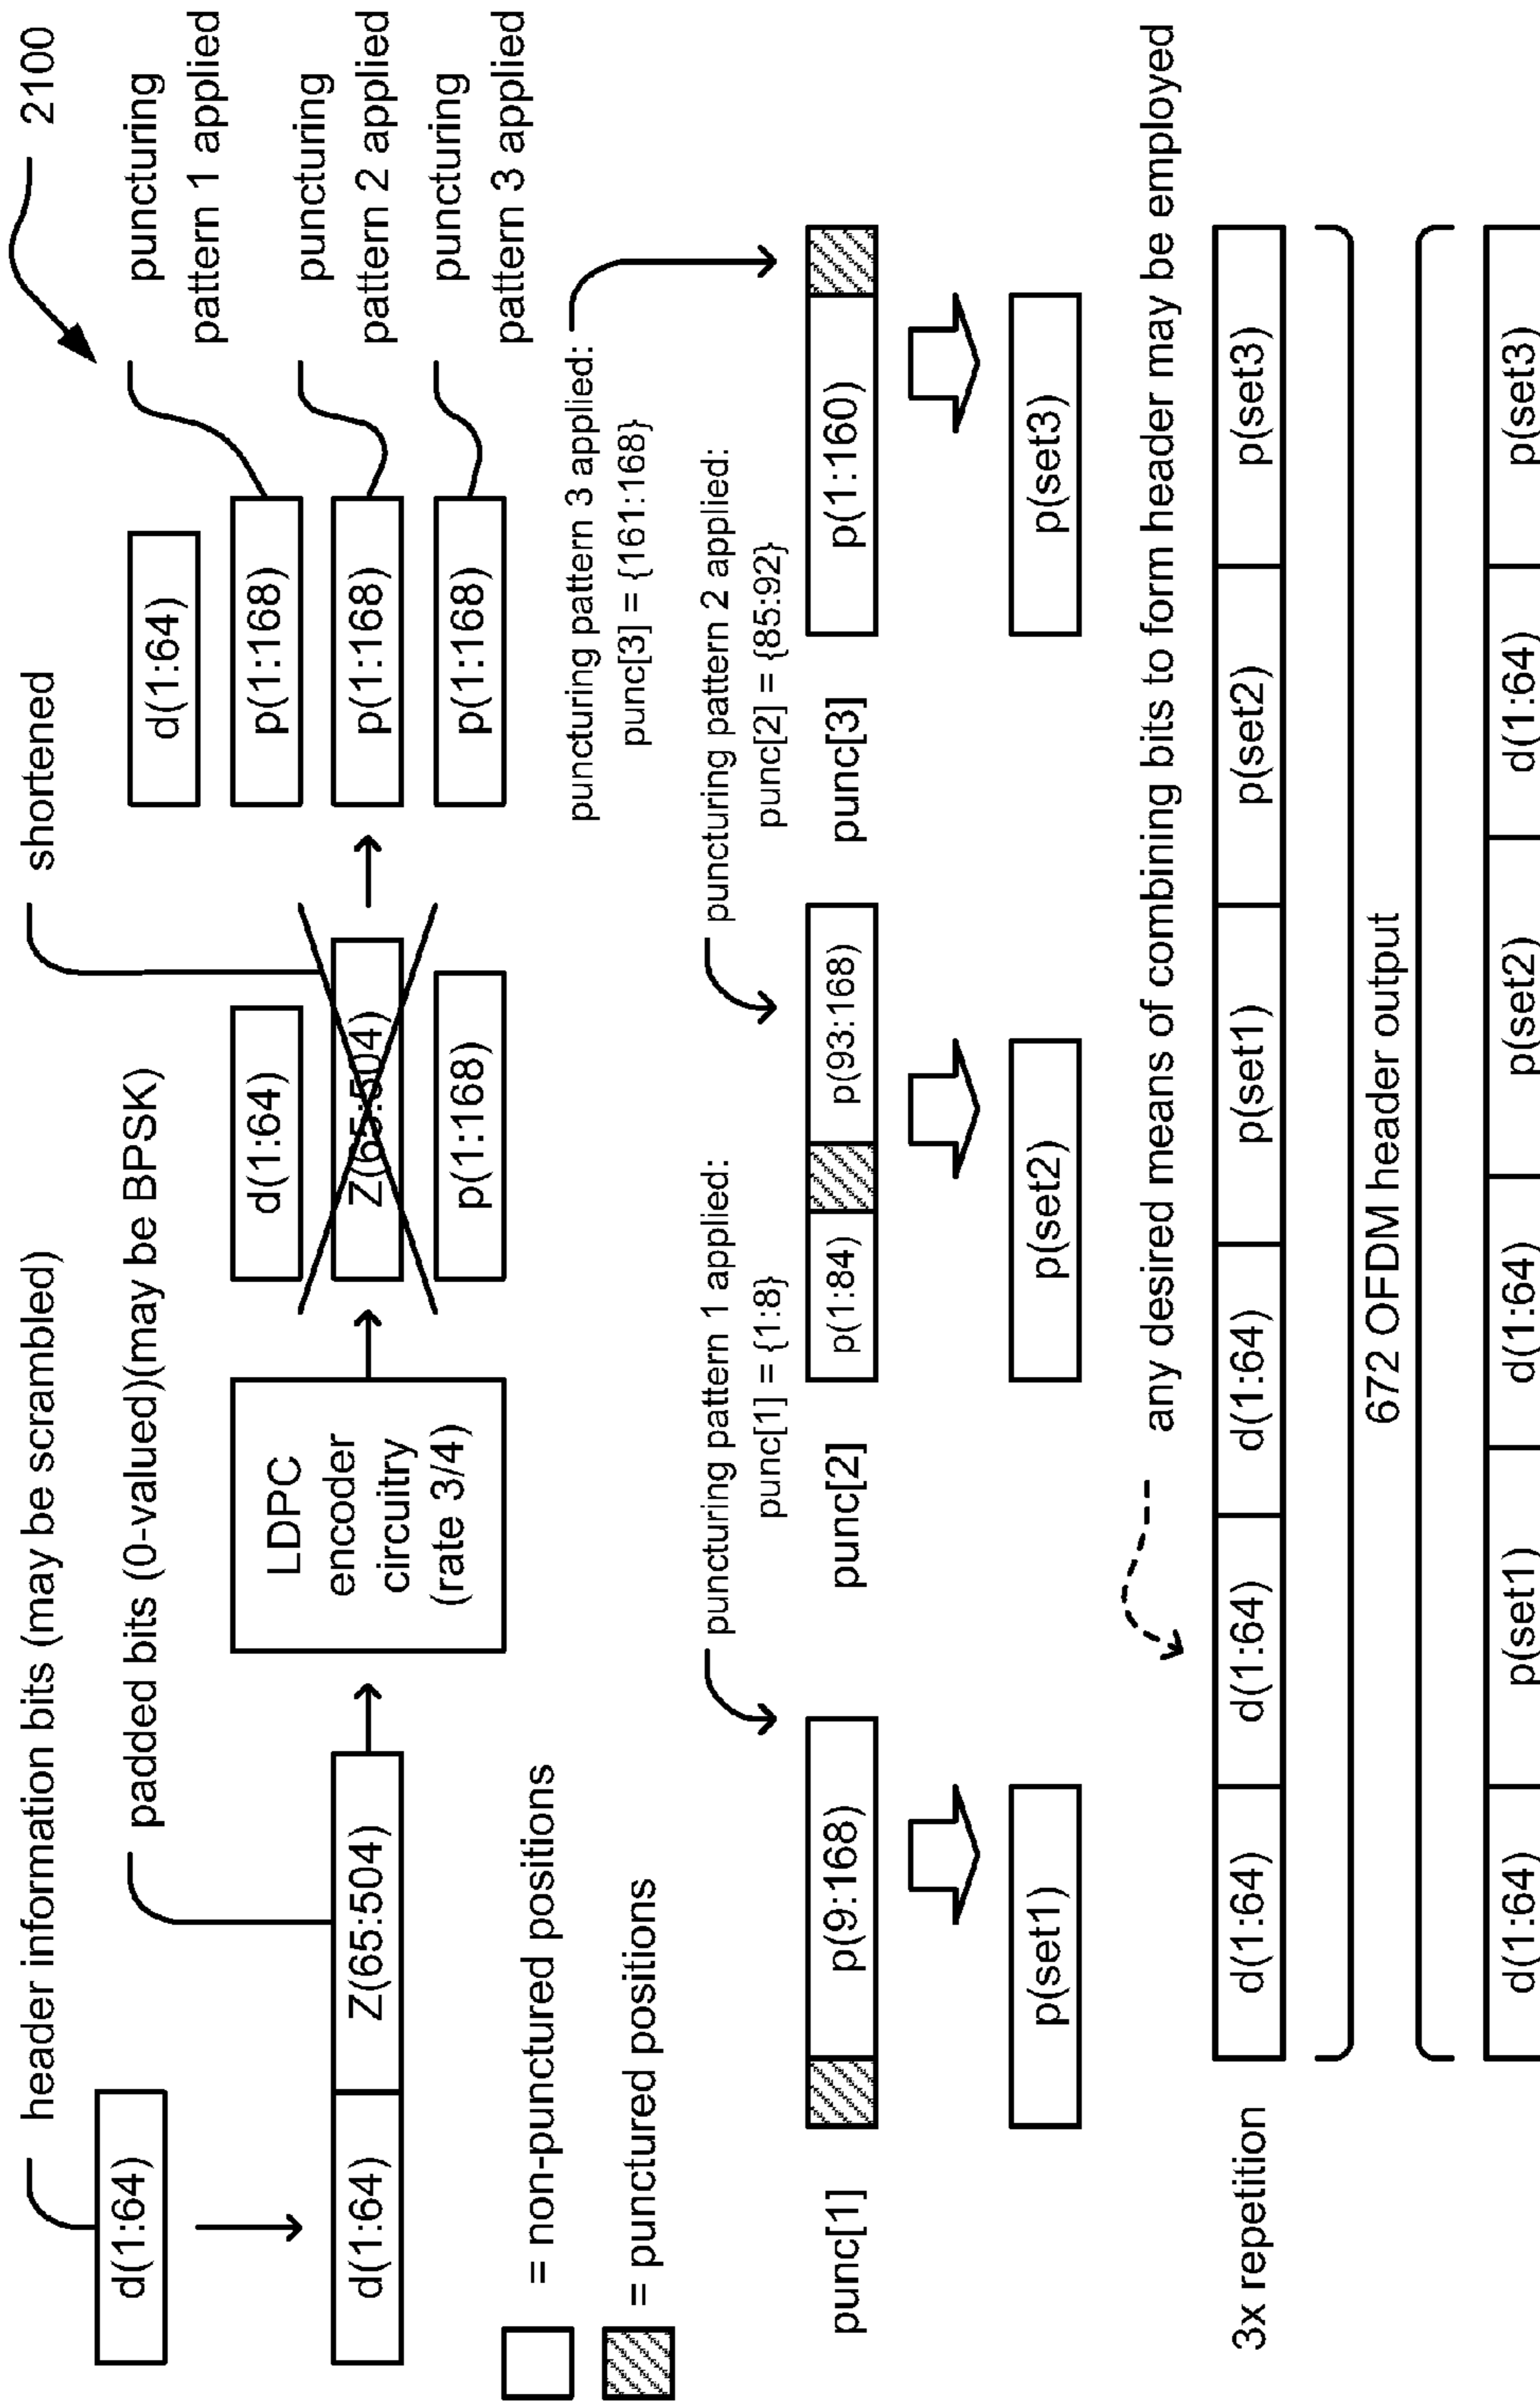 2100
header information bits (may be scrambled)
padded bits (0-valued)(may be BPSK)
shortened
d(1:64)
d(1:64) Z(65:504)
LDPC
encoder
circuitry
(rate 3/4)
d(1:64)
Z(65:504)
p(1:168)
d(1:64)
p(1:168)
p(1:168)
p(1:168)
puncturing
pattern 1 applied
puncturing
pattern 2 applied
puncturing
pattern 3 applied
= non-punctured positions
= punctured positions
puncturing pattern 1 applied:
punc[1] = {1:8}
puncturing pattern 2 applied:
punc[2] = {85:92}
puncturing pattern 3 applied:
punc[3] = {161:168}
punc[1]
p(9:168)
punc[2]
p(1:84) p(93:168)
punc[3]
p(1:160)
p(set1)
p(set2)
p(set3)
any desired means of combining bits to form header may be employed
3x repetition
d(1:64) d(1:64) d(1:64) p(set1) p(set2) p(set3)
672 OFDM header output
d(1:64) p(set1) d(1:64) p(set2) d(1:64) p(set3)